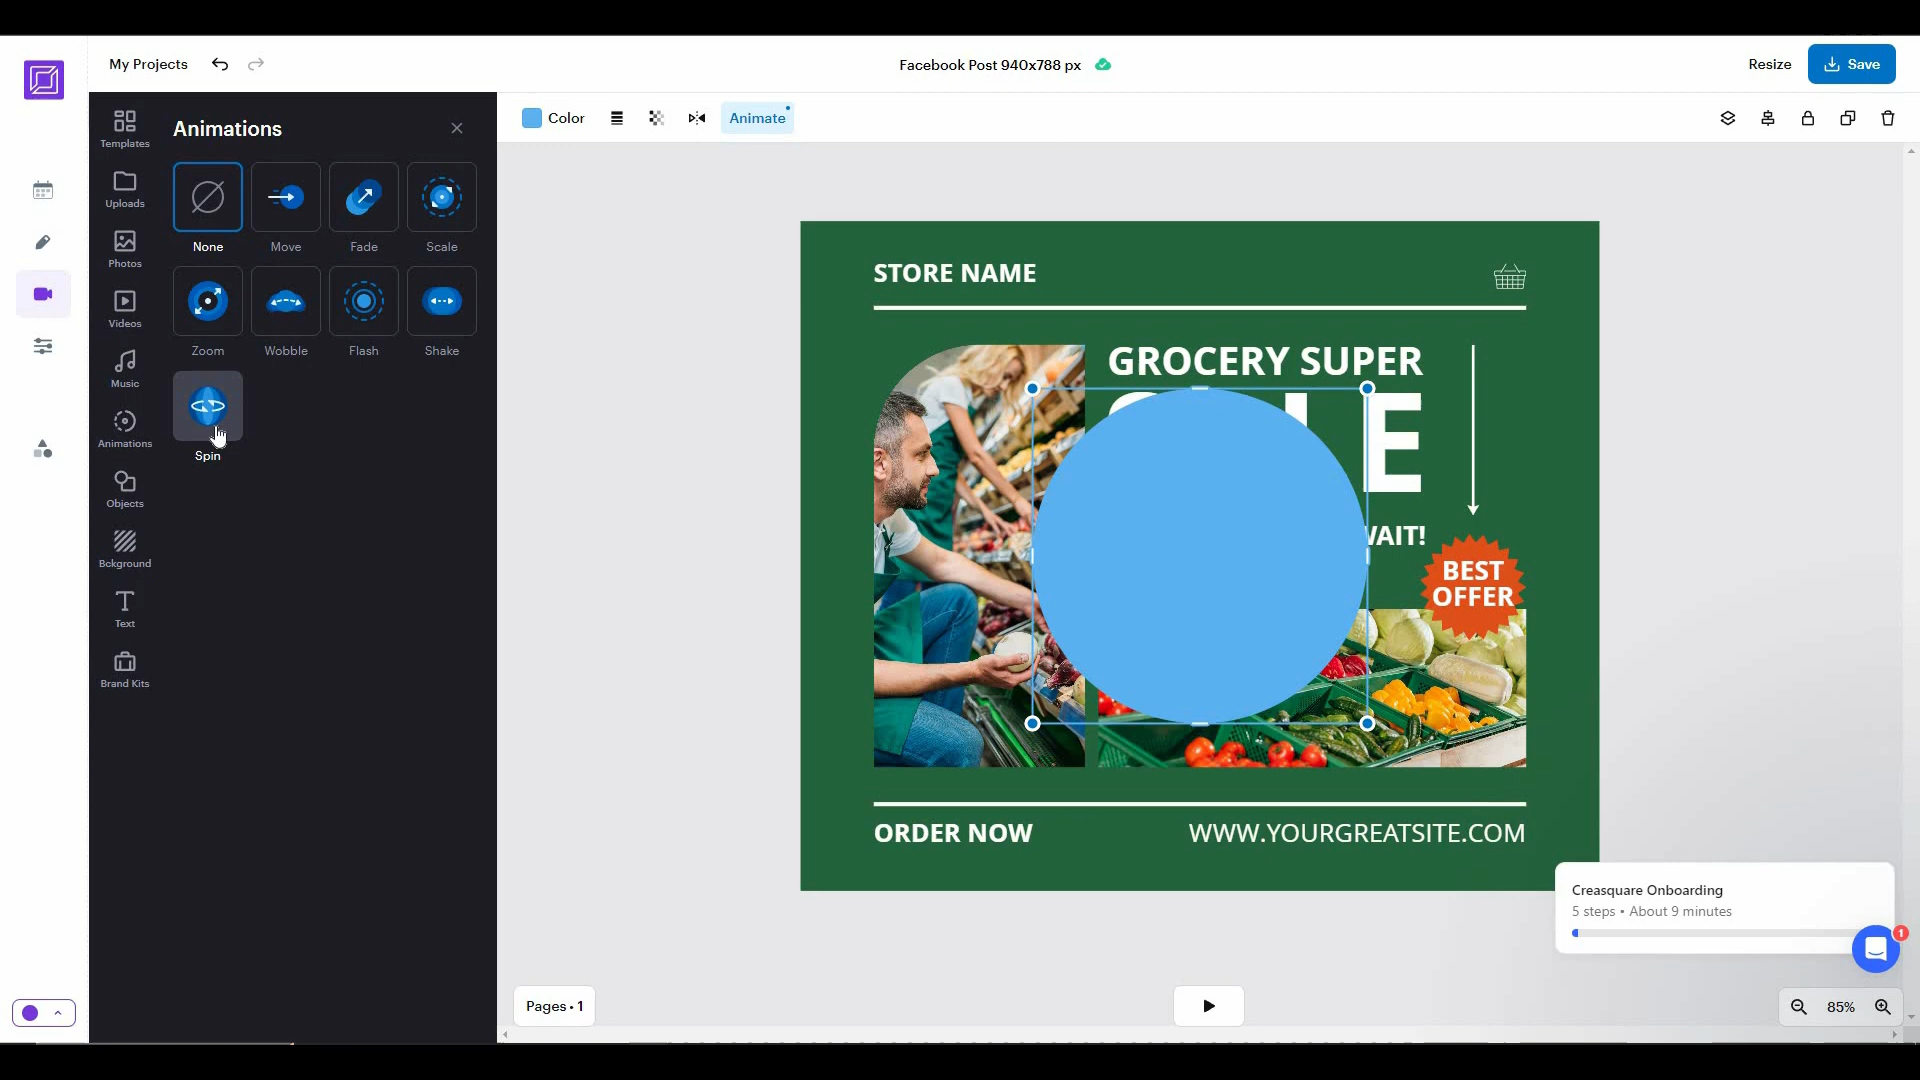 My Projects
Facebook Post 940x788 px
Resize
Save
Templates
Uploads
Photos
Videos
Music
Animations
Objects
Bckground
Text
Brand Kits
Animations
None
Move
Fade
Scale
Zoom
Wobble
Flash
Shake
Spin
Color
Animate
STORE NAME
GROCERY SUPER
E
WAIT!
BEST
OFFER
ORDER NOW
WWW.YOURGREATSITE.COM
Creasquare Onboarding
5 steps • About 9 minutes
1
Pages • 1
85%